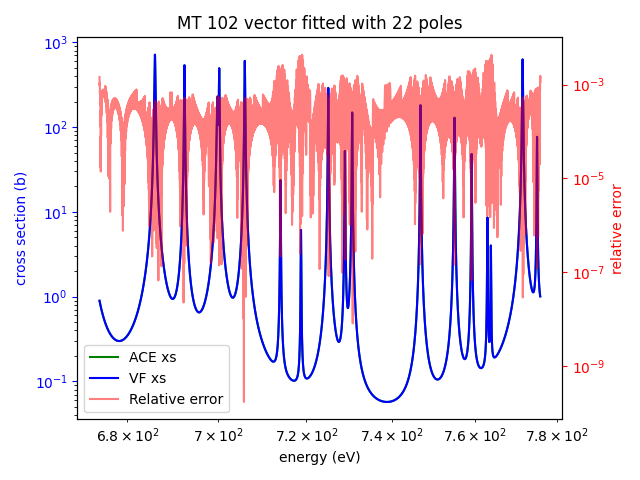 MT 102 vector fitted with 22 poles
cross section (b)
10³
10²
10¹
10⁰
10⁻¹
ACE xs
VF xs
Relative error
6.8 × 10²
7 × 10²
7.2 × 10²
7.4 × 10²
7.6 × 10²
7.8 × 10²
energy (eV)
10⁻³
10⁻⁵
10⁻⁷
10⁻⁹
relative error